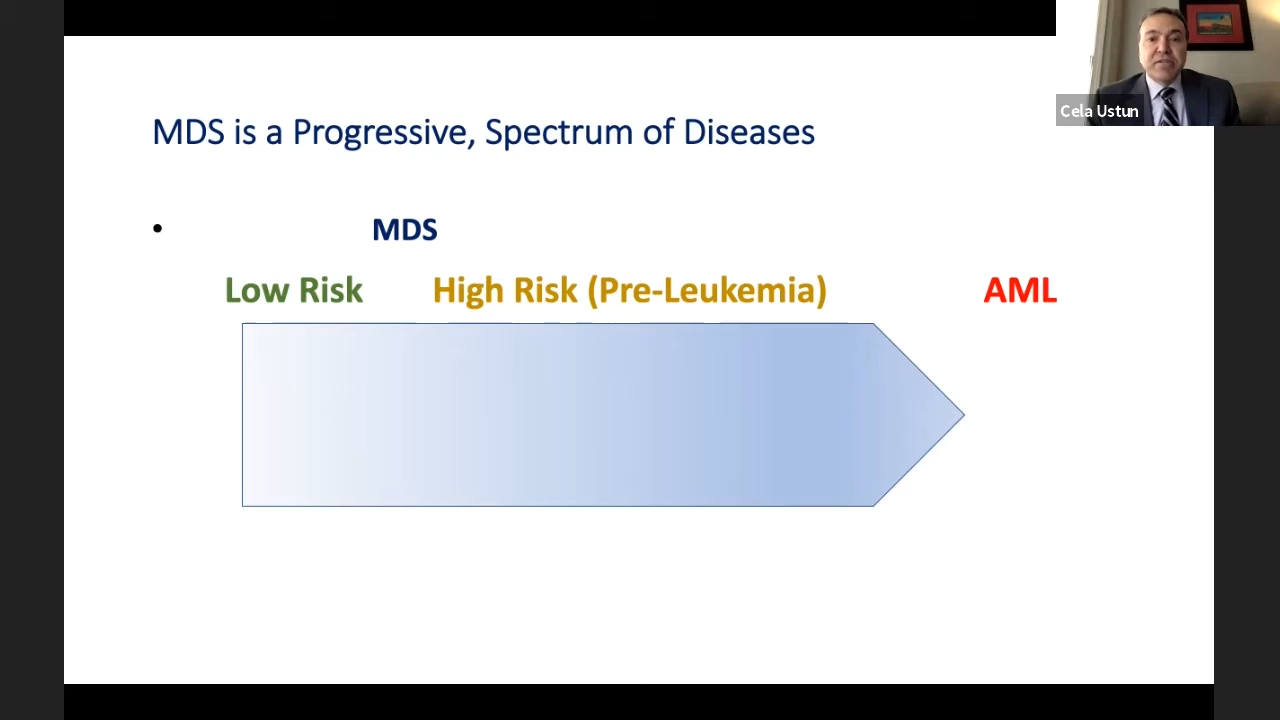 Cela Ustun
MDS is a Progressive, Spectrum of Diseases
• MDS
Low Risk High Risk (Pre-Leukemia) AML